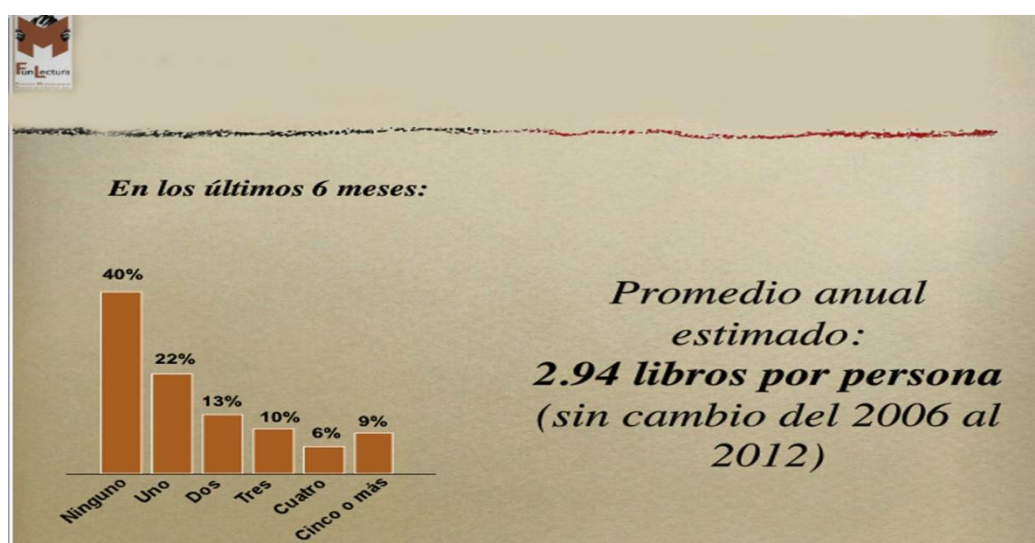 FunLectura
En los últimos 6 meses:
40%
22%
13%
10%
6%
9%
Ninguno
Uno
Dos
Tres
Cuatro
Cinco o más
Promedio anual
estimado:
2.94 libros por persona
(sin cambio del 2006 al
2012)